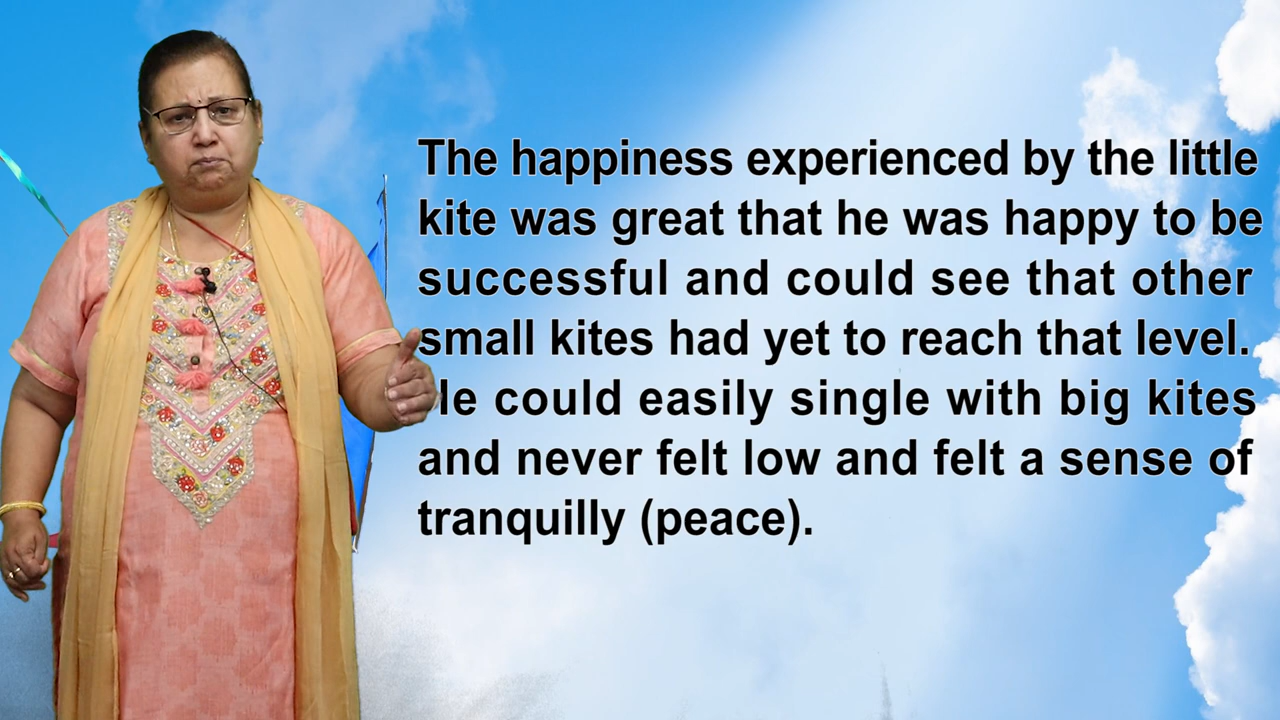 The happiness experienced by the little
kite was great that he was happy to be
successful and could see that other
small kites had yet to reach that level.
He could easily single with big kites
and never felt low and felt a sense of
tranquilly (peace).